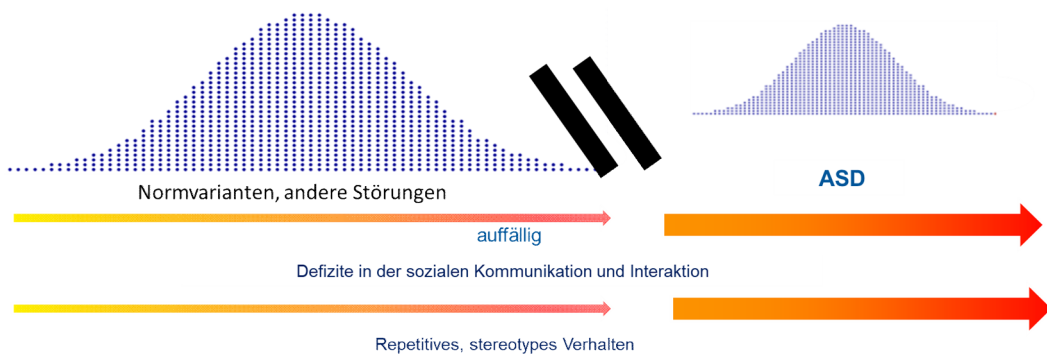 Normvarianten, andere Störungen
ASD
auffällig
Defizite in der sozialen Kommunikation und Interaktion
Repetitives, stereotypes Verhalten